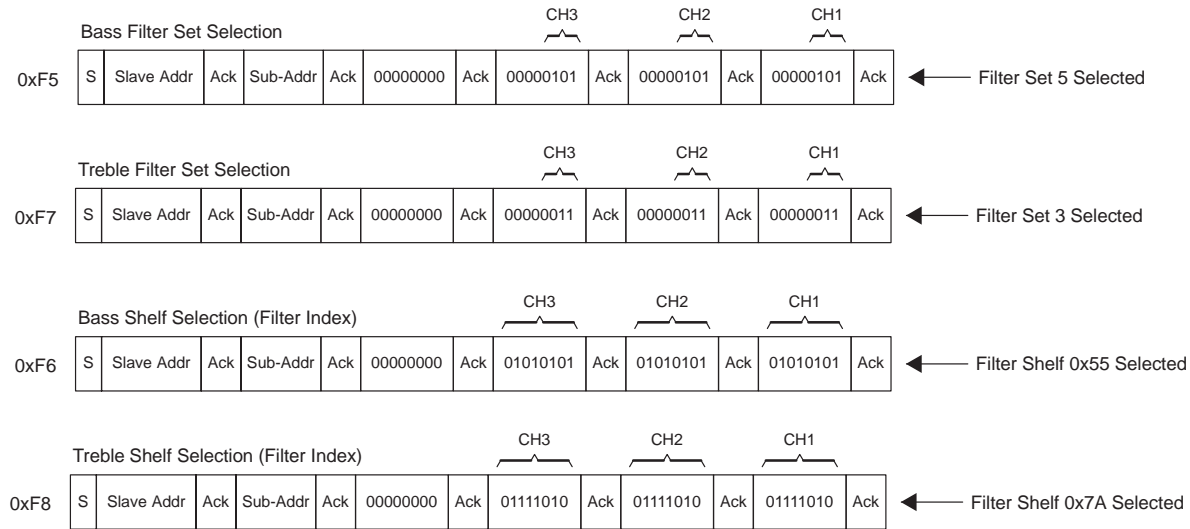 Bass Filter Set Selection
CH3 CH2 CH1
0xF5 S Slave Addr Ack Sub-Addr Ack 00000000 Ack 00000101 Ack 00000101 Ack 00000101 Ack Filter Set 5 Selected
Treble Filter Set Selection
CH3 CH2 CH1
0xF7 S Slave Addr Ack Sub-Addr Ack 00000000 Ack 00000011 Ack 00000011 Ack 00000011 Ack Filter Set 3 Selected
Bass Shelf Selection (Filter Index)
CH3 CH2 CH1
0xF6 S Slave Addr Ack Sub-Addr Ack 00000000 Ack 01010101 Ack 01010101 Ack 01010101 Ack Filter Shelf 0x55 Selected
Treble Shelf Selection (Filter Index)
CH3 CH2 CH1
0xF8 S Slave Addr Ack Sub-Addr Ack 00000000 Ack 01111010 Ack 01111010 Ack 01111010 Ack Filter Shelf 0x7A Selected